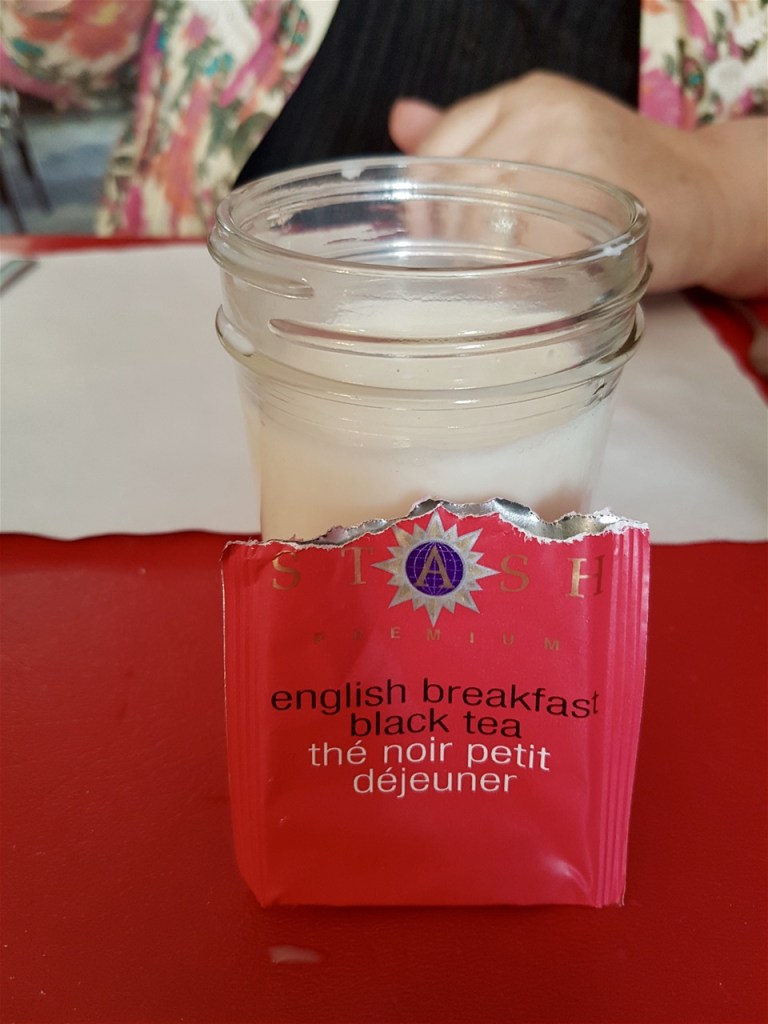 STASH
PREMIUM
english breakfast
black tea
thé noir petit
déjeuner